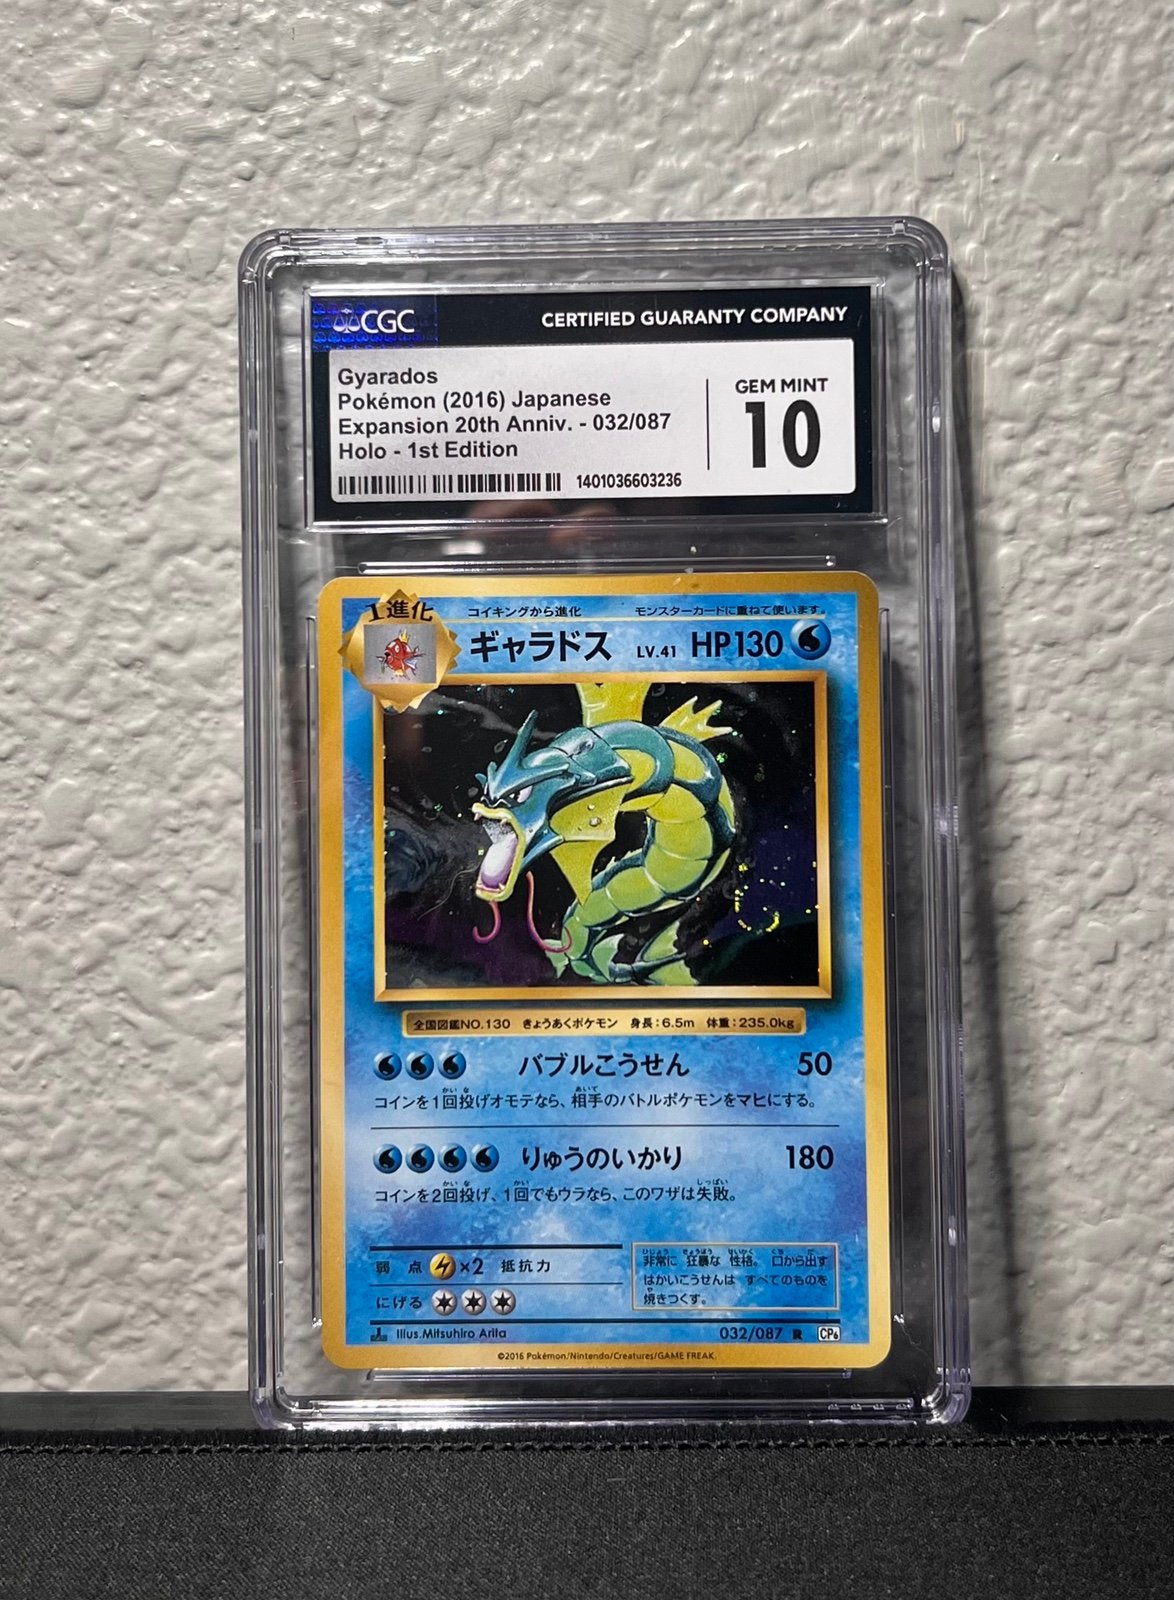 CGC
CERTIFIED GUARANTY COMPANY
Gyarados
Pokémon (2016) Japanese
Expansion 20th Anniv. - 032/087
Holo - 1st Edition
1401036603236
GEM MINT
10
1進化
コイキングから進化
モンスターカードに重ねて使います。
ギャラドス LV.41 HP130
全国図鑑NO.130 きょうあくポケモン 身長:6.5m 体重:235.0kg
バブルこうせん 50
コインを1回投げオモテなら、相手のバトルポケモンをマヒにする。
りゅうのいかり 180
コインを2回投げ、1回でもウラなら、このワザは失敗。
弱点 ×2 抵抗力
にげる
非常に 狂暴な 性格。 口から出す
はかいこうせんは すべてのものを
焼きつくす。
Illus.Mitsuhiro Arita
032/087 R CP6
©2016 Pokémon/Nintendo/Creatures/GAME FREAK.